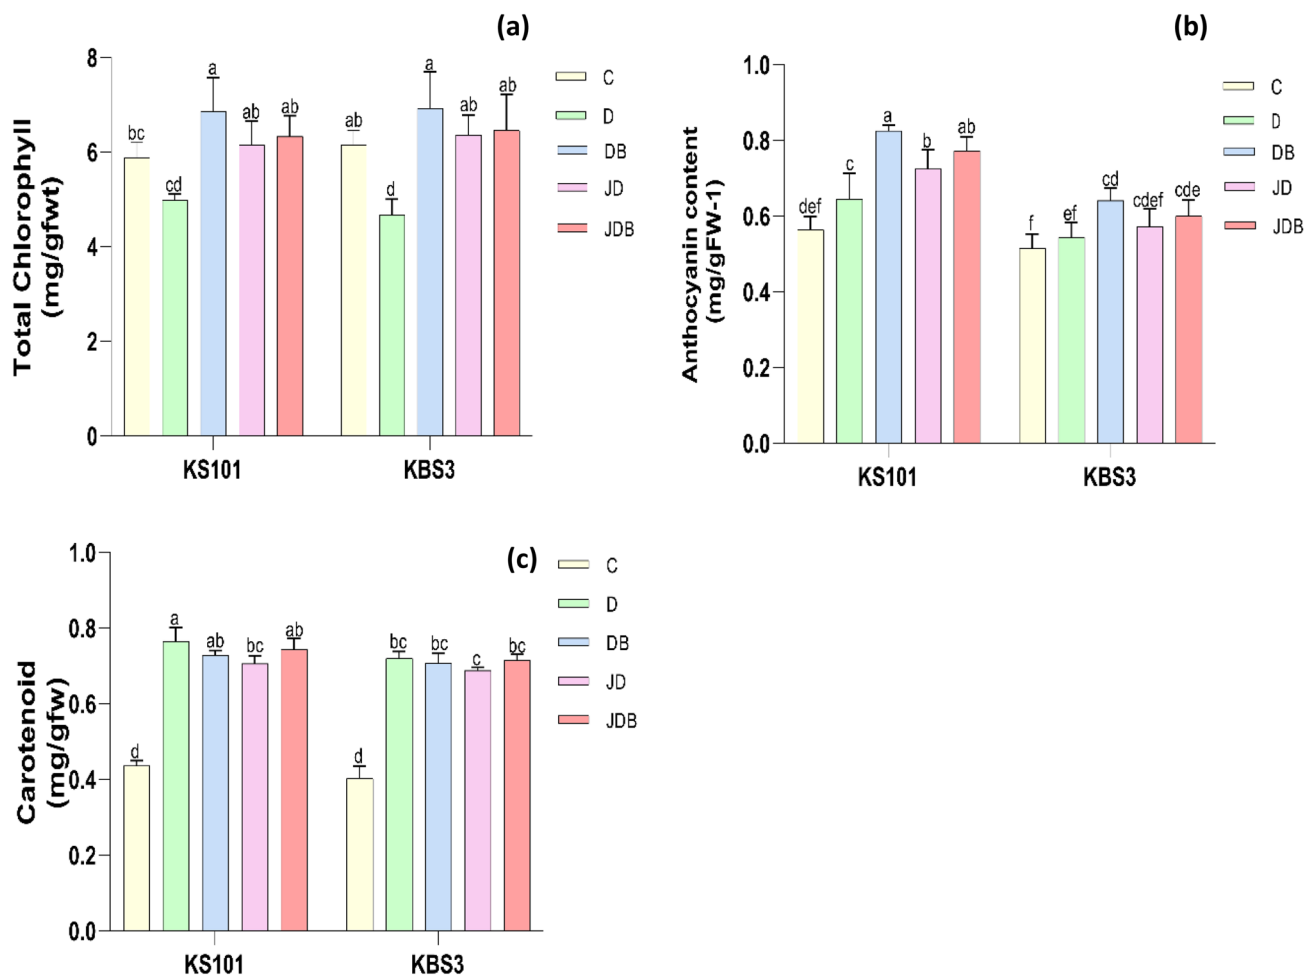 (a)
Total Chlorophyll
(mg/gfwt)
8
6
4
2
0
bc
cd
a
ab
ab
ab
d
a
ab
ab
KS101
KBS3
C
D
DB
JD
JDB
(b)
Anthocyanin content
(mg/gFW-1)
1.0
0.8
0.6
0.4
0.2
0.0
def
c
a
b
ab
f
ef
cd
cdef
cde
KS101
KBS3
C
D
DB
JD
JDB
(c)
Carotenoid
(mg/gfw)
1.0
0.8
0.6
0.4
0.2
0.0
d
a
ab
bc
ab
d
bc
bc
c
bc
KS101
KBS3
C
D
DB
JD
JDB